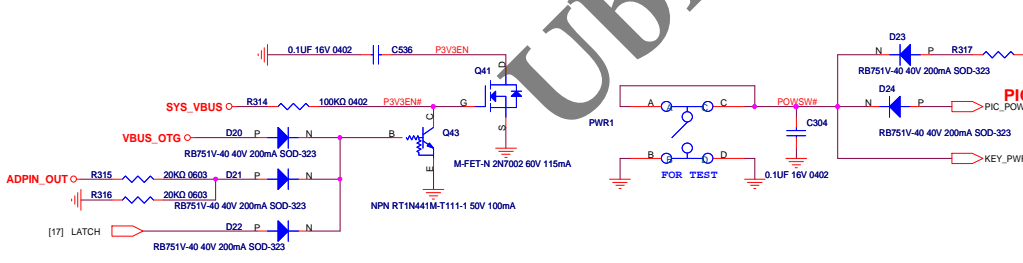 Ub
0.1UF 16V 0402
C536
P3V3EN
D
Q41
G
S
SYS_VBUS
R314
100KΩ 0402
P3V3EN#
C
VBUS_OTG
D20
P
N
B
Q43
RB751V-40 40V 200mA SOD-323
E
M-FET-N 2N7002 60V 115mA
ADPIN_OUT
R315
20KΩ 0603
D21
P
N
R316
20KΩ 0603
RB751V-40 40V 200mA SOD-323
NPN RT1N441M-T111-1 50V 100mA
[17] LATCH
D22
P
N
RB751V-40 40V 200mA SOD-323
A
A
C
C
PWR1
B
B
D
D
FOR TEST
POWSW#
C304
0.1UF 16V 0402
D23
N
P
R317
RB751V-40 40V 200mA SOD-323
D24
N
P
PIC
PIC_POW
RB751V-40 40V 200mA SOD-323
KEY_PW